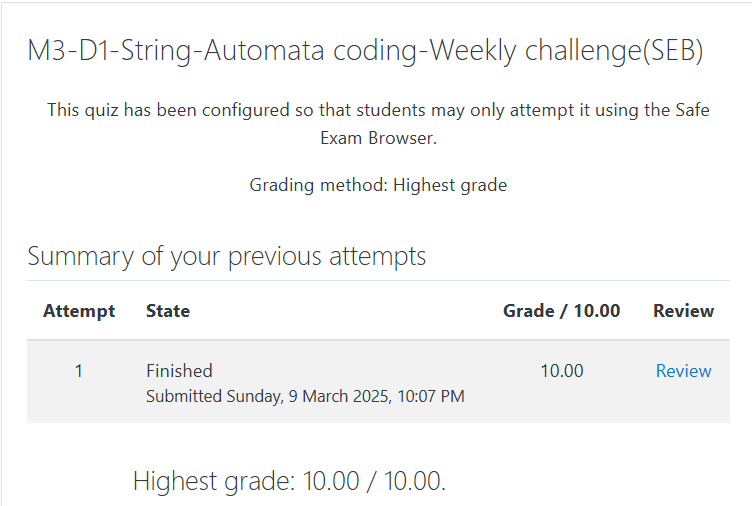 M3-D1-String-Automata coding-Weekly challenge(SEB)
This quiz has been configured so that students may only attempt it using the Safe
Exam Browser.
Grading method: Highest grade
Summary of your previous attempts
Attempt State Grade / 10.00 Review
1 Finished 10.00 Review
Submitted Sunday, 9 March 2025, 10:07 PM
Highest grade: 10.00 / 10.00.